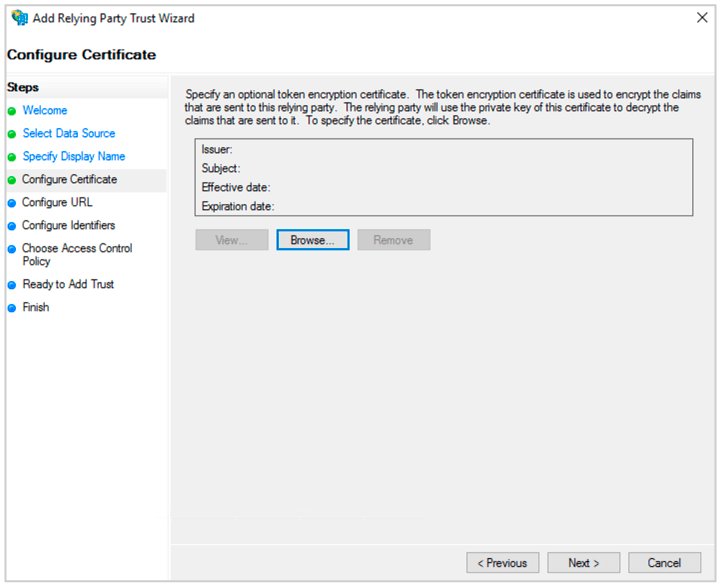 Add Relying Party Trust Wizard
Configure Certificate
Steps
Welcome
Select Data Source
Specify Display Name
Configure Certificate
Configure URL
Configure Identifiers
Choose Access Control
Policy
Ready to Add Trust
Finish
Specify an optional token encryption certificate.  The token encryption certificate is used to encrypt the claims
that are sent to this relying party.  The relying party will use the private key of this certificate to decrypt the
claims that are sent to it.  To specify the certificate, click Browse.
Issuer:
Subject:
Effective date:
Expiration date:
View... Browse... Remove
< Previous Next > Cancel